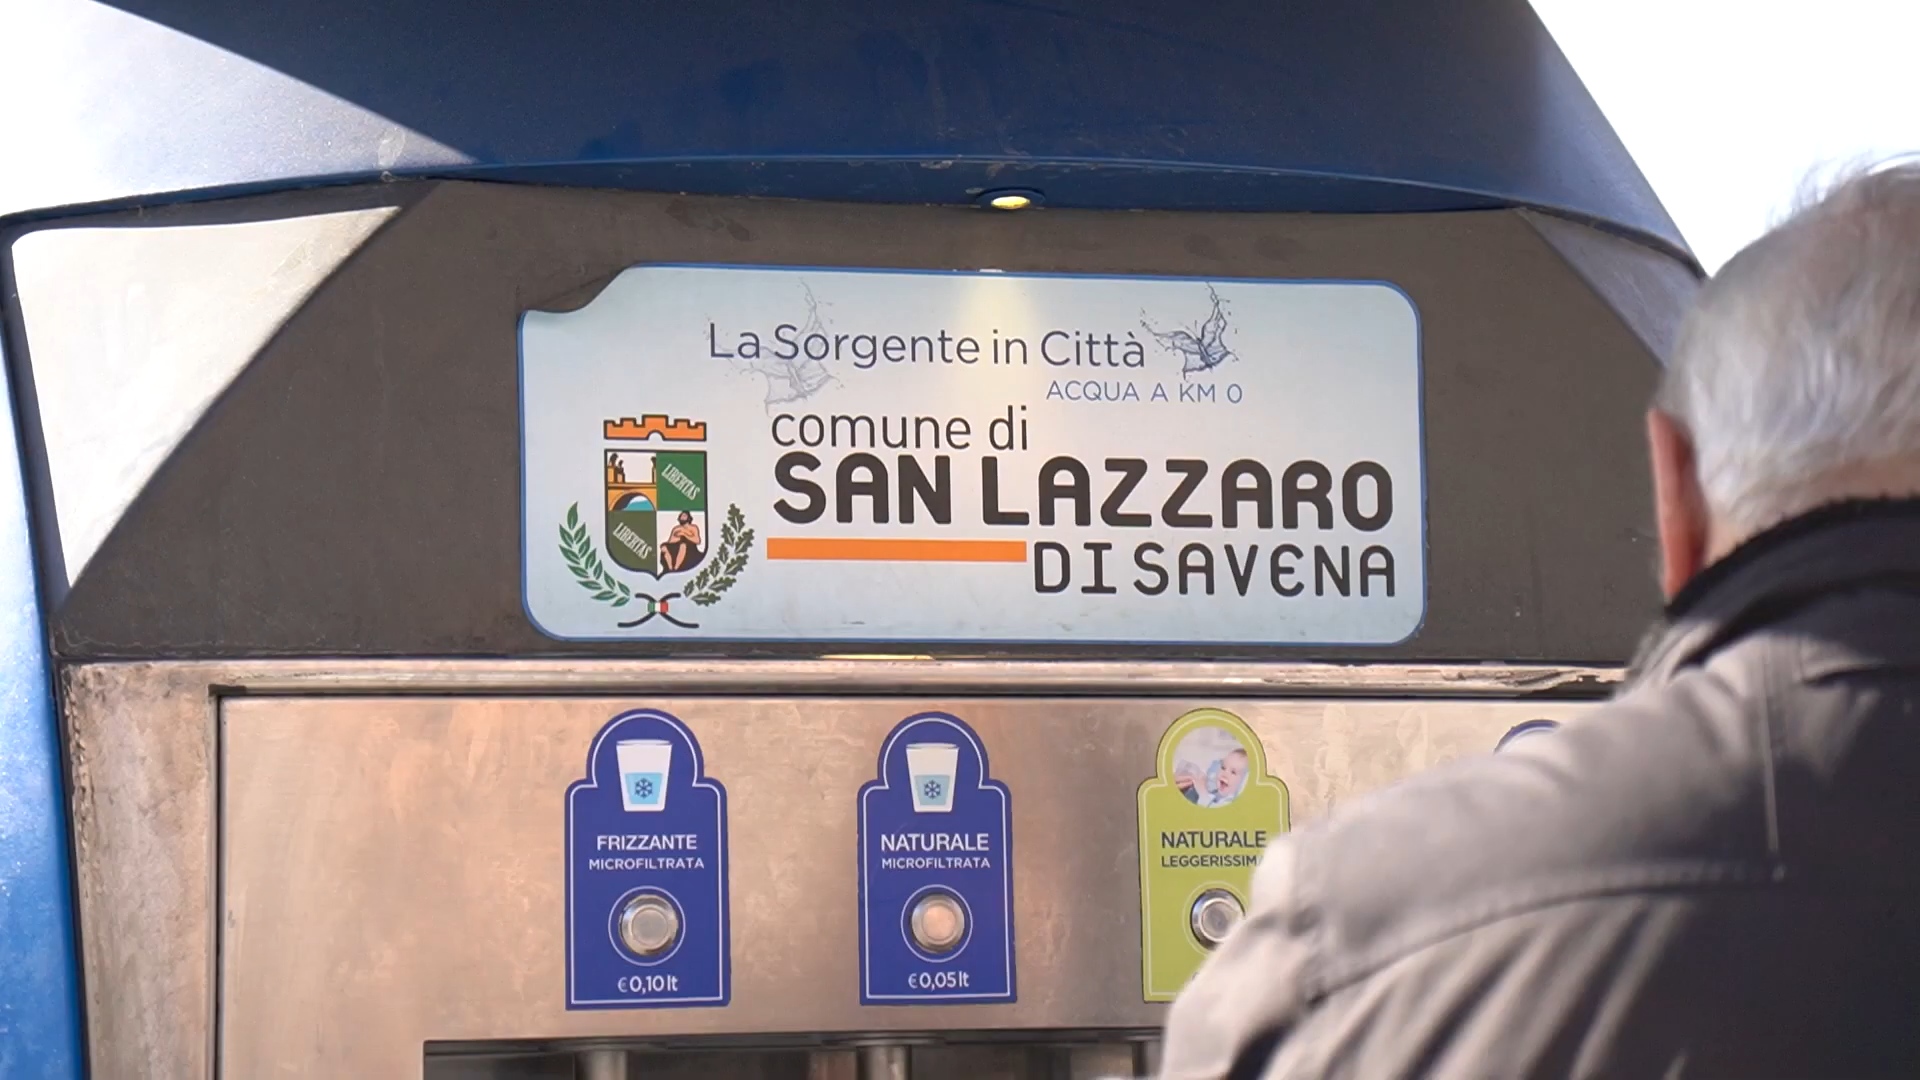 La Sorgente in Città
ACQUA A KM 0
comune di
SAN LAZZARO
DI SAVENA
LIBERTAS
LIBERTAS
FRIZZANTE
MICROFILTRATA
€0,10 lt
NATURALE
MICROFILTRATA
€0,05 lt
NATURALE